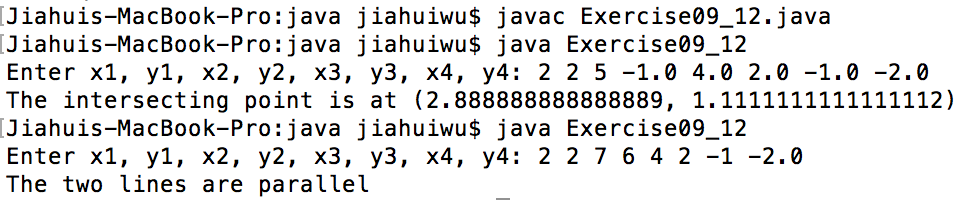 [Jiahuis-MacBook-Pro:java jiahuiwu$ javac Exercise09_12.java
[Jiahuis-MacBook-Pro:java jiahuiwu$ java Exercise09_12
Enter x1, y1, x2, y2, x3, y3, x4, y4: 2 2 5 -1.0 4.0 2.0 -1.0 -2.0
The intersecting point is at (2.888888888888889, 1.1111111111111112)
[Jiahuis-MacBook-Pro:java jiahuiwu$ java Exercise09_12
Enter x1, y1, x2, y2, x3, y3, x4, y4: 2 2 7 6 4 2 -1 -2.0
The two lines are parallel